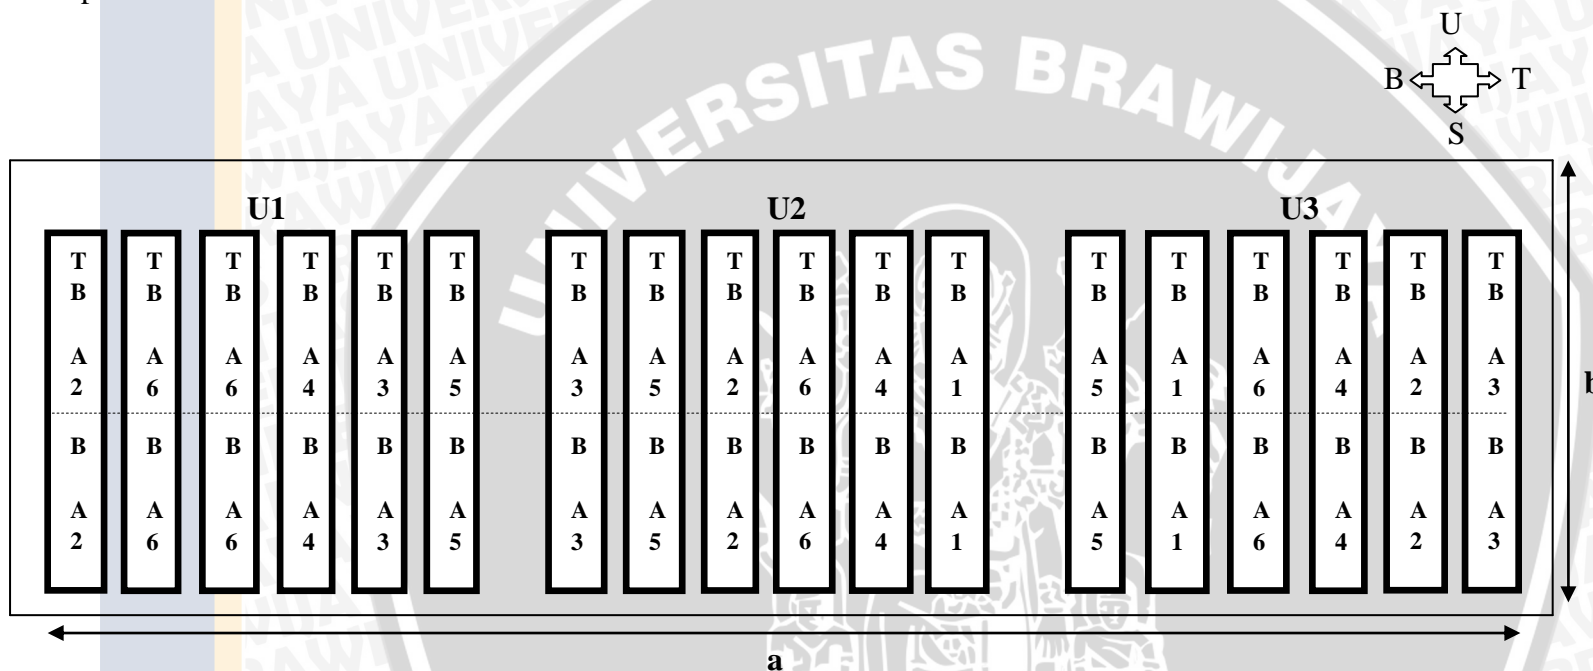 U
B T
S
UNIVERSITAS BRAWIJAYA
U1 U2 U3
T T T T T T T T T T T T T T T T T T
B B B B B B B B B B B B B B B B B B
A A A A A A A A A A A A A A A A A A
2 6 6 4 3 5 3 5 2 6 4 1 5 1 6 4 2 3
b
B B B B B B B B B B B B B B B B B B
A A A A A A A A A A A A A A A A A A
2 6 6 4 3 5 3 5 2 6 4 1 5 1 6 4 2 3
a